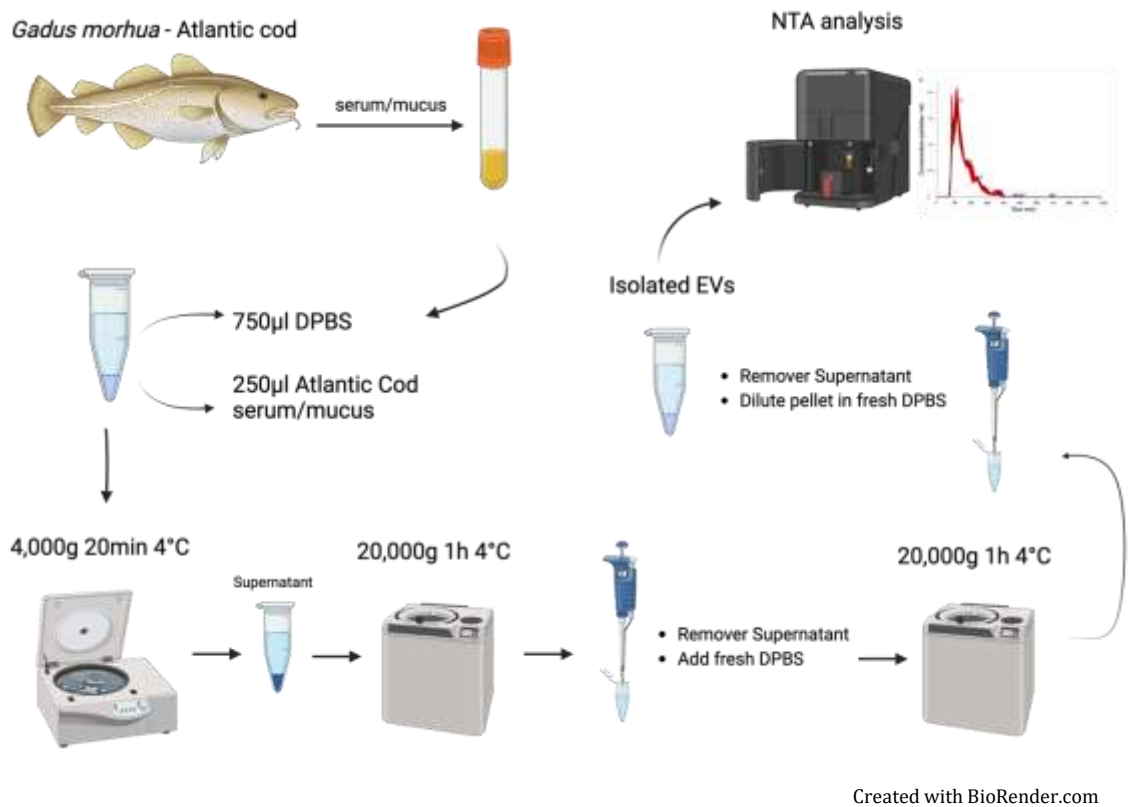 Gadus morhua - Atlantic cod
serum/mucus
750µl DPBS
250µl Atlantic Cod
serum/mucus
4,000g 20min 4°C
Supernatant
20,000g 1h 4°C
• Remover Supernatant
• Add fresh DPBS
20,000g 1h 4°C
• Remover Supernatant
• Dilute pellet in fresh DPBS
Isolated EVs
NTA analysis
Created with BioRender.com